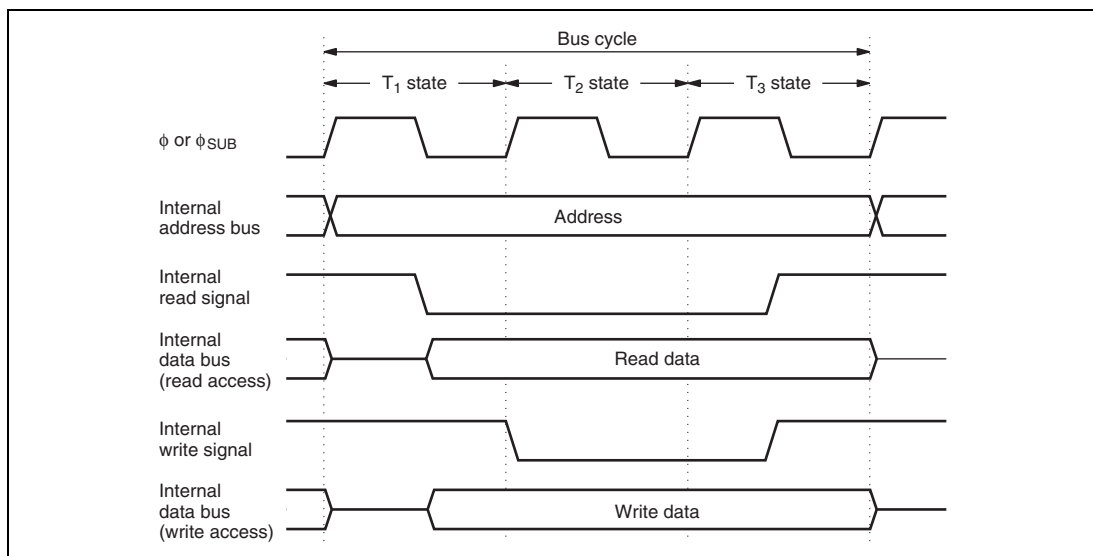 Bus cycle
T₁ state
T₂ state
T₃ state
ϕ or ϕSUB
Internal
address bus
Address
Internal
read signal
Internal
data bus
(read access)
Read data
Internal
write signal
Internal
data bus
(write access)
Write data